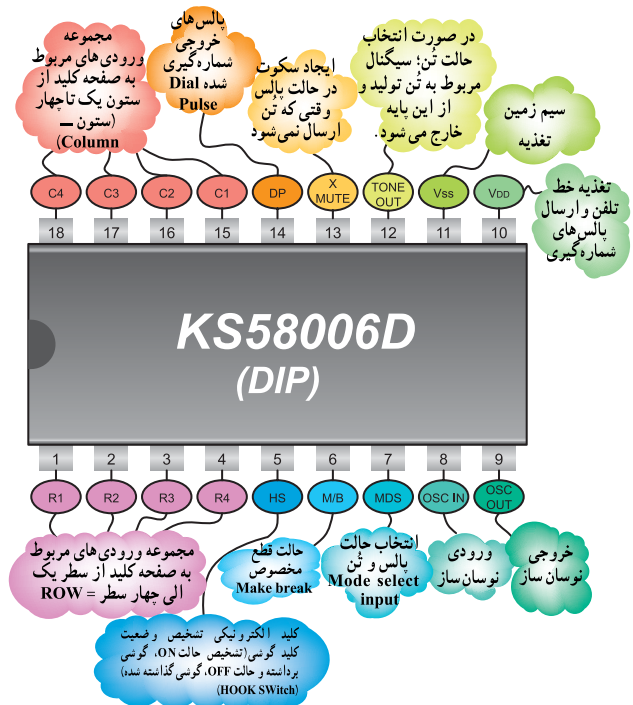 مجموعه
ورودی‌های مربوط
به صفحه کلید از
ستون یک تا چهار
(ستون ـ
Column)
پالس‌های
خروجی
شماره‌گیری
شده Dial
Pulse
ایجاد سکوت
در حالت پالس
وقتی که تُن
ارسال نمی‌شود
در صورت انتخاب
حالت تُن؛ سیگنال
مربوط به تُن تولید و
از این پایه
خارج می‌شود.
سیم زمین
تغذیه
تغذیه خط
تلفن و ارسال
پالس‌های
شماره‌گیری
C4 C3 C2 C1 DP X MUTE TONE OUT Vss VDD
18 17 16 15 14 13 12 11 10
KS58006D
(DIP)
1 2 3 4 5 6 7 8 9
R1 R2 R3 R4 HS M/B MDS OSC IN OSC OUT
مجموعه ورودی‌های مربوط
به صفحه کلید از سطر یک
الی چهار سطر = ROW
کلید الکترونیکی تشخیص وضعیت
کلید گوشی (تشخیص حالت ON، گوشی
برداشته و حالت OFF، گوشی گذاشته شده)
(HOOK SWitch)
حالت قطع
مخصوص
Make break
انتخاب حالت
پالس و تُن
Mode select
input
ورودی
نوسان ساز
خروجی
نوسان ساز